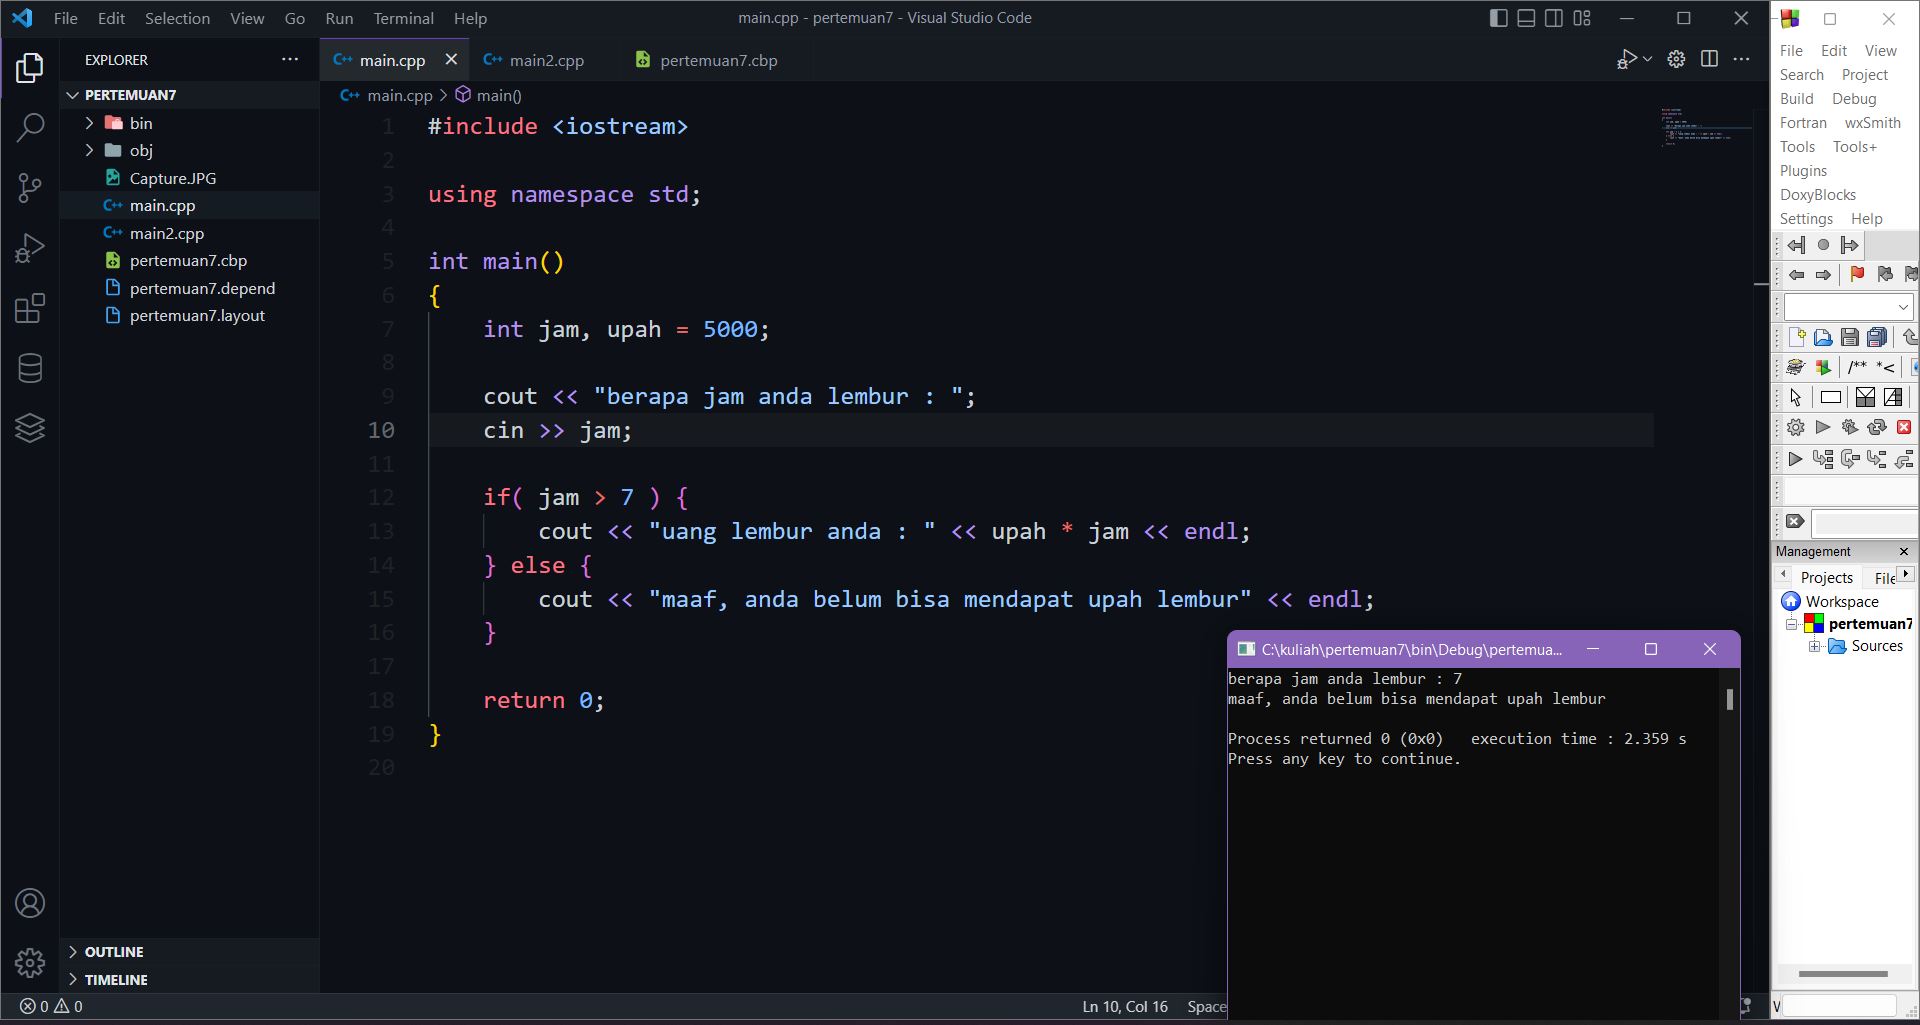 File Edit Selection View Go Run Terminal Help
main.cpp - pertemuan7 - Visual Studio Code
EXPLORER
PERTEMUAN7
bin
obj
Capture.JPG
main.cpp
main2.cpp
pertemuan7.cbp
pertemuan7.depend
pertemuan7.layout
OUTLINE
TIMELINE
main.cpp main2.cpp pertemuan7.cbp
main.cpp > main()
1 #include <iostream>
2
3 using namespace std;
4
5 int main()
6 {
7 int jam, upah = 5000;
8
9 cout << "berapa jam anda lembur : ";
10 cin >> jam;
11
12 if( jam > 7 ) {
13 cout << "uang lembur anda : " << upah * jam << endl;
14 } else {
15 cout << "maaf, anda belum bisa mendapat upah lembur" << endl;
16 }
17
18 return 0;
19 }
20
0 0
Ln 10, Col 16 Space
C:\kuliah\pertemuan7\bin\Debug\pertemua...
berapa jam anda lembur : 7
maaf, anda belum bisa mendapat upah lembur
Process returned 0 (0x0) execution time : 2.359 s
Press any key to continue.
File Edit View
Search Project
Build Debug
Fortran wxSmith
Tools Tools+
Plugins
DoxyBlocks
Settings Help
/** *<
Management
Projects File
Workspace
pertemuan7
Sources